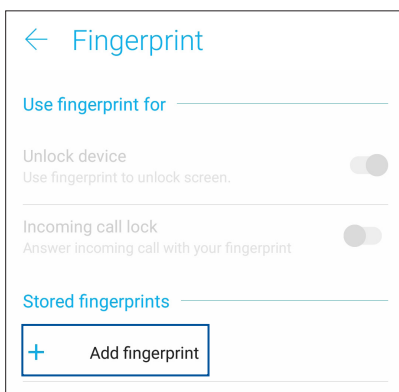 Fingerprint
Use fingerprint for
Unlock device
Use fingerprint to unlock screen.
Incoming call lock
Answer incoming call with your fingerprint
Stored fingerprints
+ Add fingerprint